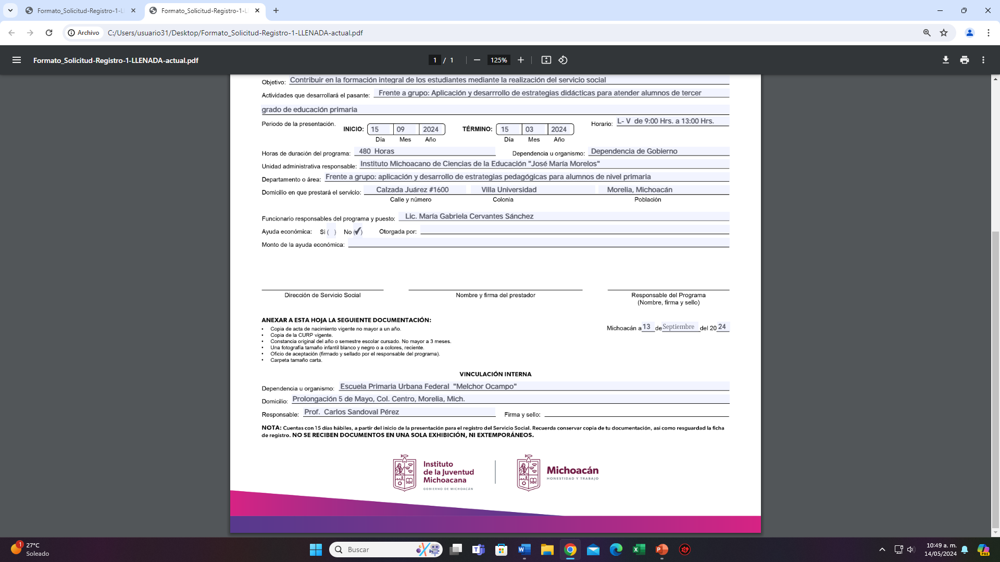 Formato_Solicitud-Registro-1-L
Formato_Solicitud-Registro-1-L
Archivo
C:/Users/usuario31/Desktop/Formato_Solicitud-Registro-1-LLENADA-actual.pdf
Formato_Solicitud-Registro-1-LLENADA-actual.pdf
1 / 1
125%
Objetivo: Contribuir en la formación integral de los estudiantes mediante la realización del servicio social
Actividades que desarrollará el pasante: Frente a grupo: Aplicación y desarrrollo de estrategias didácticas para atender alumnos de tercer
grado de educación primaria
Periodo de la presentación. INICIO: 15 09 2024 TÉRMINO: 15 03 2024 Horario: L- V de 9:00 Hrs. a 13:00 Hrs.
Día Mes Año Día Mes Año
Horas de duración del programa: 480 Horas Dependencia u organismo: Dependencia de Gobierno
Unidad administrativa responsable: Instituto Michoacano de Ciencias de la Educación "José María Morelos"
Departamento o área: Frente a grupo: aplicación y desarrollo de estrategias pedagógicas para alumnos de nivel primaria
Domicilio en que prestará el servicio: Calzada Juárez #1600 Villa Universidad Morelia, Michoacán
Calle y número Colonia Población
Funcionario responsables del programa y puesto: Lic. María Gabriela Cervantes Sánchez
Ayuda económica: Si ( ) No (✔) Otorgada por:
Monto de la ayuda económica:
Dirección de Servicio Social Nombre y firma del prestador Responsable del Programa
(Nombre, firma y sello)
ANEXAR A ESTA HOJA LA SEGUIENTE DOCUMENTACIÓN:
Michoacán a 13 de Septiembre del 20 24
• Copia de acta de nacimiento vigente no mayor a un año.
• Copia de la CURP vigente.
• Constancia original del año o semestre escolar cursado. No mayor a 3 meses.
• Una fotografía tamaño infantil blanco y negro o a colores, reciente.
• Oficio de aceptación (firmado y sellado por el responsable del programa).
• Carpeta tamaño carta.
VINCULACIÓN INTERNA
Dependencia u organismo: Escuela Primaria Urbana Federal "Melchor Ocampo"
Domicilio: Prolongación 5 de Mayo, Col. Centro, Morelia, Mich.
Responsable: Prof. Carlos Sandoval Pérez Firma y sello:
NOTA: Cuentas con 15 días hábiles, a partir del inicio de la presentación para el registro del Servicio Social. Recuerda conservar copia de tu documentación, así como resguardad la ficha
de registro. NO SE RECIBEN DOCUMENTOS EN UNA SOLA EXHIBICIÓN, NI EXTEMPORÁNEOS.
Instituto
de la Juventud
Michoacana
GOBIERNO DE MICHOACÁN
Michoacán
HONESTIDAD Y TRABAJO
1
27°C
Soleado
Buscar
10:49 a. m.
14/05/2024
PRE